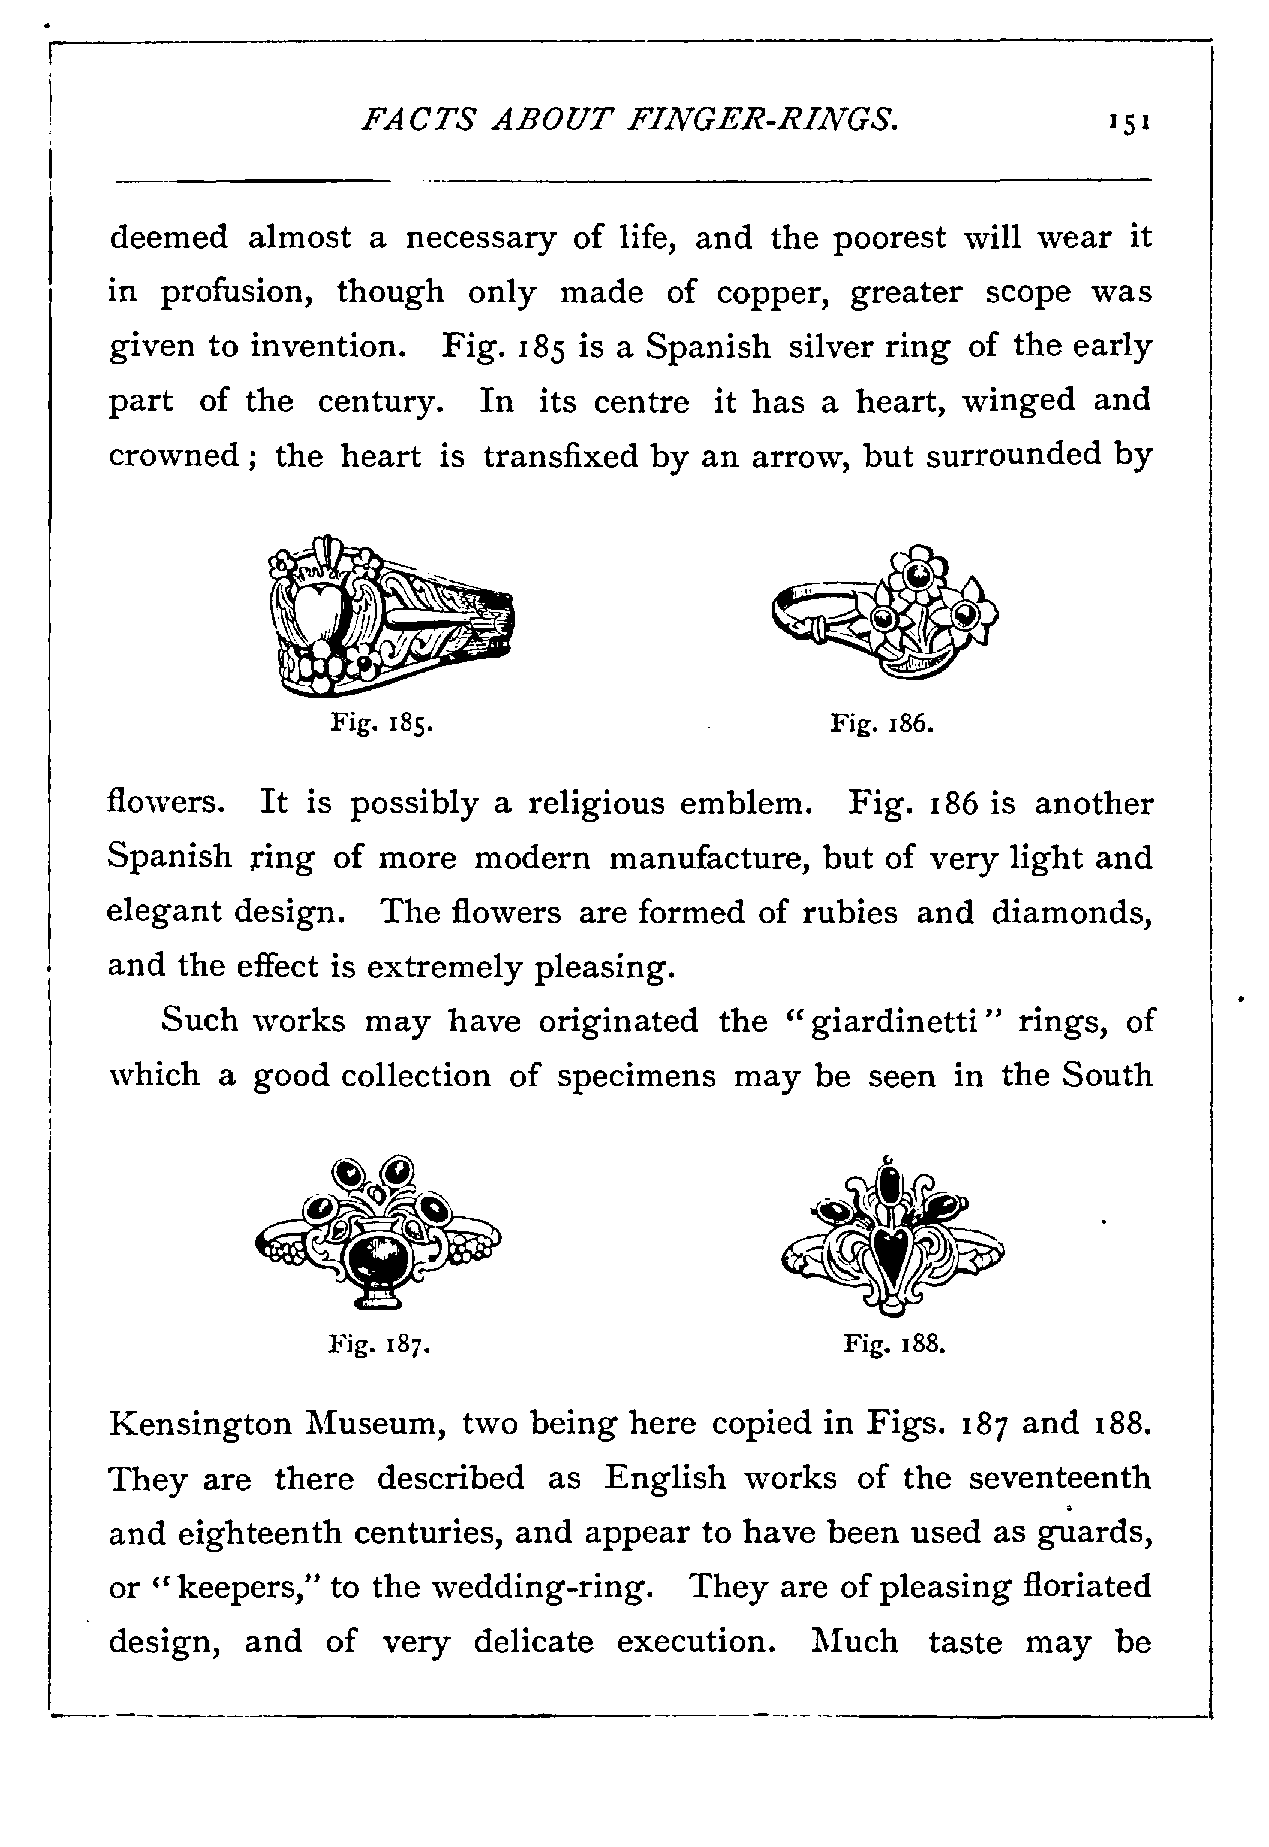 FACTS ABOUT FINGER-RINGS. 151
deemed almost a necessary of life, and the poorest will wear it
in profusion, though only made of copper, greater scope was
given to invention. Fig. 185 is a Spanish silver ring of the early
part of the century. In its centre it has a heart, winged and
crowned ; the heart is transfixed by an arrow, but surrounded by
Fig. 185. Fig. 186.
flowers. It is possibly a religious emblem. Fig. 186 is another
Spanish ring of more modern manufacture, but of very light and
elegant design. The flowers are formed of rubies and diamonds,
and the effect is extremely pleasing.
Such works may have originated the “giardinetti” rings, of
which a good collection of specimens may be seen in the South
Fig. 187. Fig. 188.
Kensington Museum, two being here copied in Figs. 187 and 188.
They are there described as English works of the seventeenth
and eighteenth centuries, and appear to have been used as guards,
or “keepers,” to the wedding-ring. They are of pleasing floriated
design, and of very delicate execution. Much taste may be